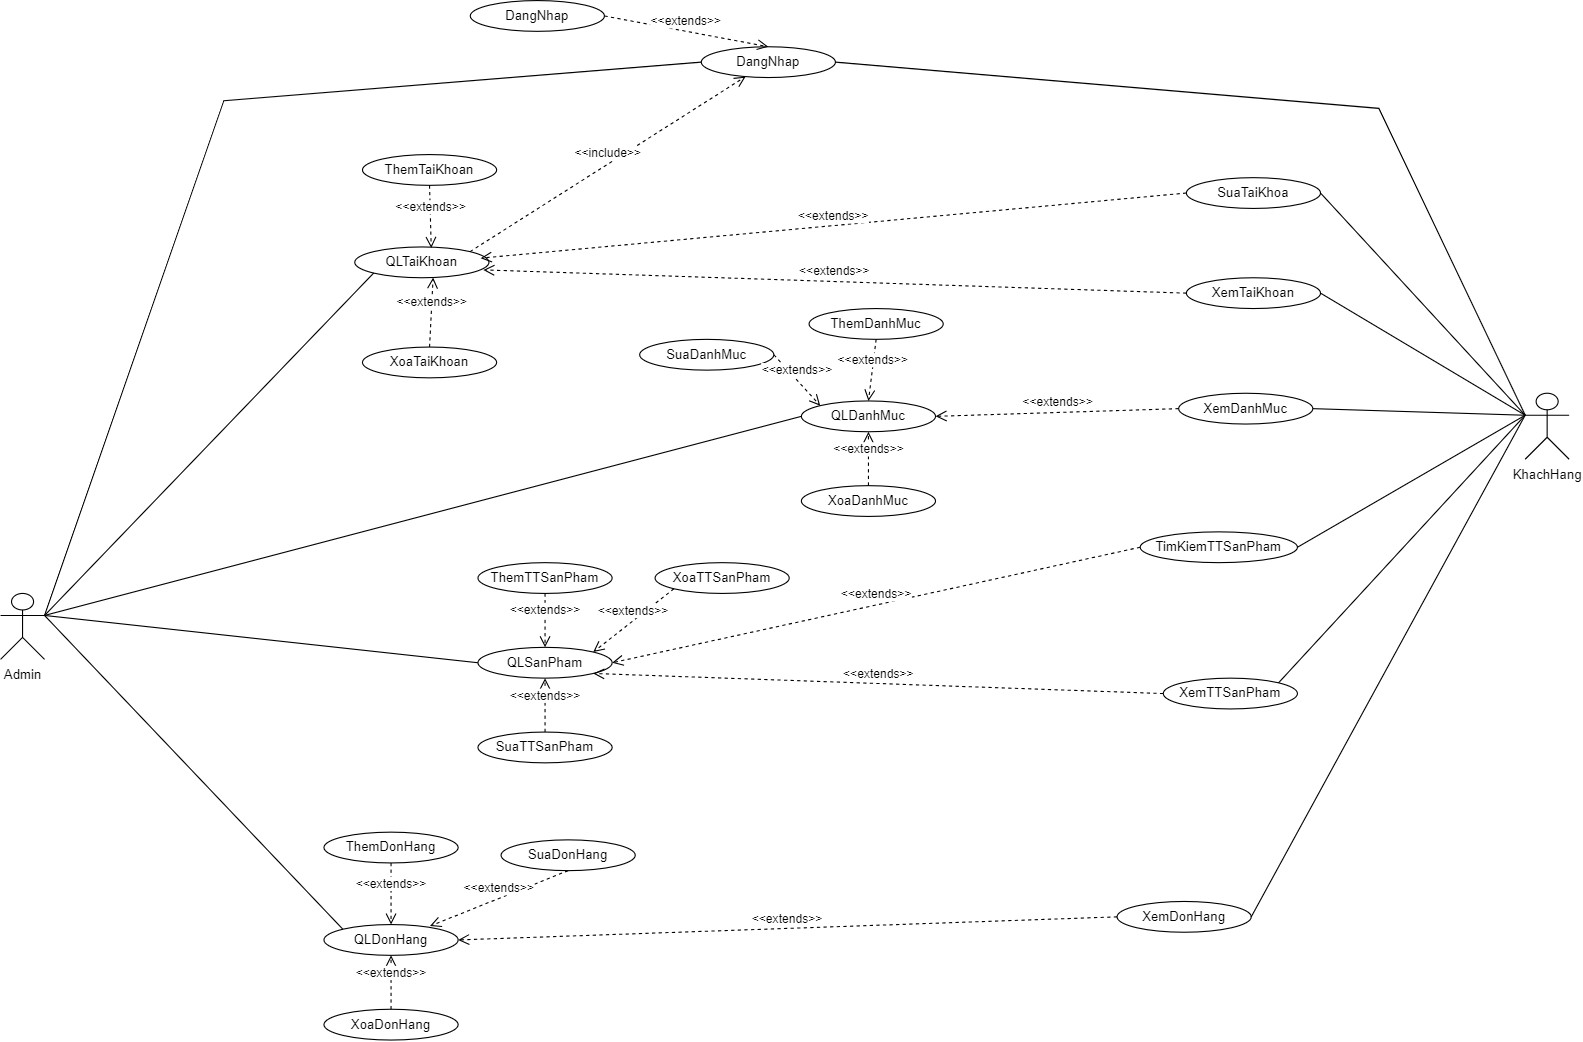 DangNhap
<<extends>>
DangNhap
<<include>>
ThemTaiKhoan
<<extends>>
SuaTaiKhoa
<<extends>>
QLTaiKhoan
<<extends>>
XemTaiKhoan
<<extends>>
XoaTaiKhoan
ThemDanhMuc
SuaDanhMuc
<<extends>>
<<extends>>
QLDanhMuc
<<extends>>
XemDanhMuc
<<extends>>
XoaDanhMuc
KhachHang
TimKiemTTSanPham
ThemTTSanPham
XoaTTSanPham
<<extends>>
<<extends>>
<<extends>>
QLSanPham
Admin
<<extends>>
XemTTSanPham
<<extends>>
SuaTTSanPham
ThemDonHang
SuaDonHang
<<extends>>
<<extends>>
<<extends>>
XemDonHang
QLDonHang
<<extends>>
XoaDonHang